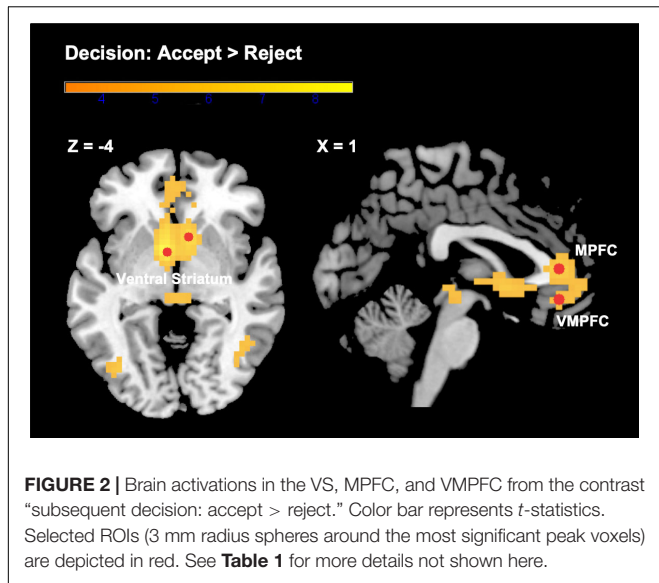 Decision: Accept > Reject
4 5 6 7 8
Z = -4
X = 1
MPFC
Ventral Striatum
VMPFC
FIGURE 2 | Brain activations in the VS, MPFC, and VMPFC from the contrast
“subsequent decision: accept > reject.” Color bar represents t-statistics.
Selected ROIs (3 mm radius spheres around the most significant peak voxels)
are depicted in red. See Table 1 for more details not shown here.